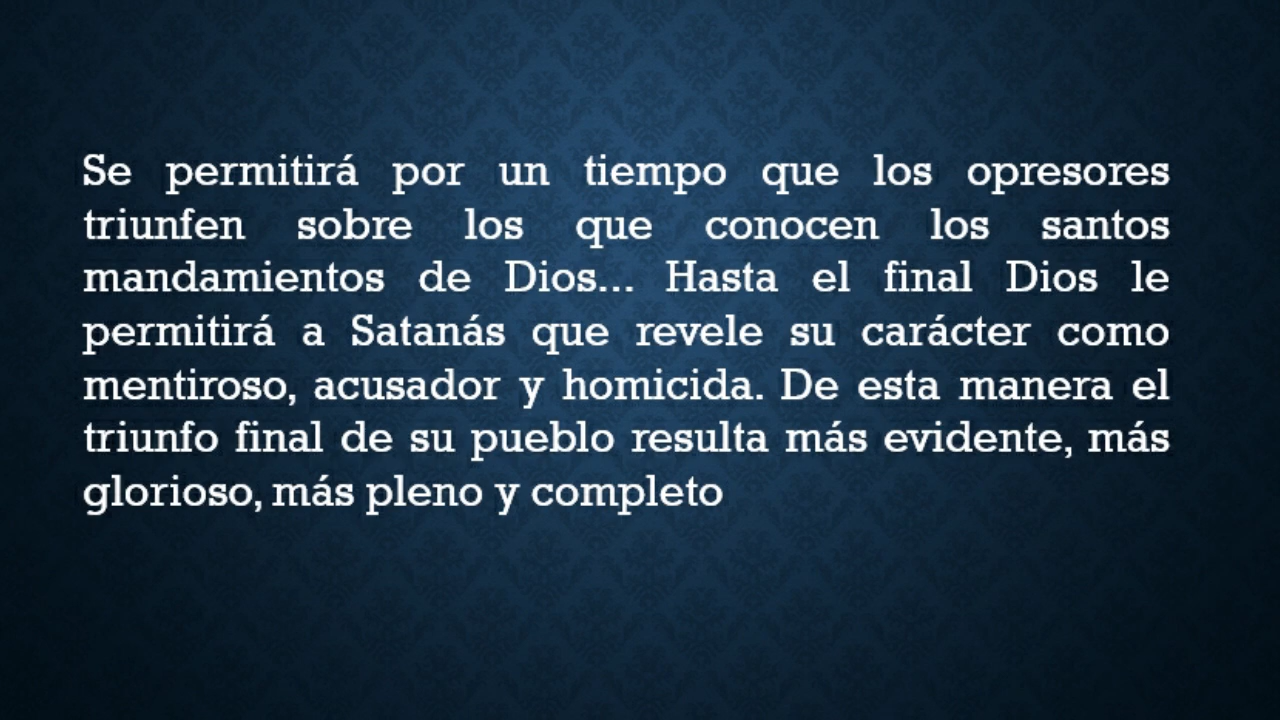 Se permitirá por un tiempo que los opresores
triunfen sobre los que conocen los santos
mandamientos de Dios... Hasta el final Dios le
permitirá a Satanás que revele su carácter como
mentiroso, acusador y homicida. De esta manera el
triunfo final de su pueblo resulta más evidente, más
glorioso, más pleno y completo